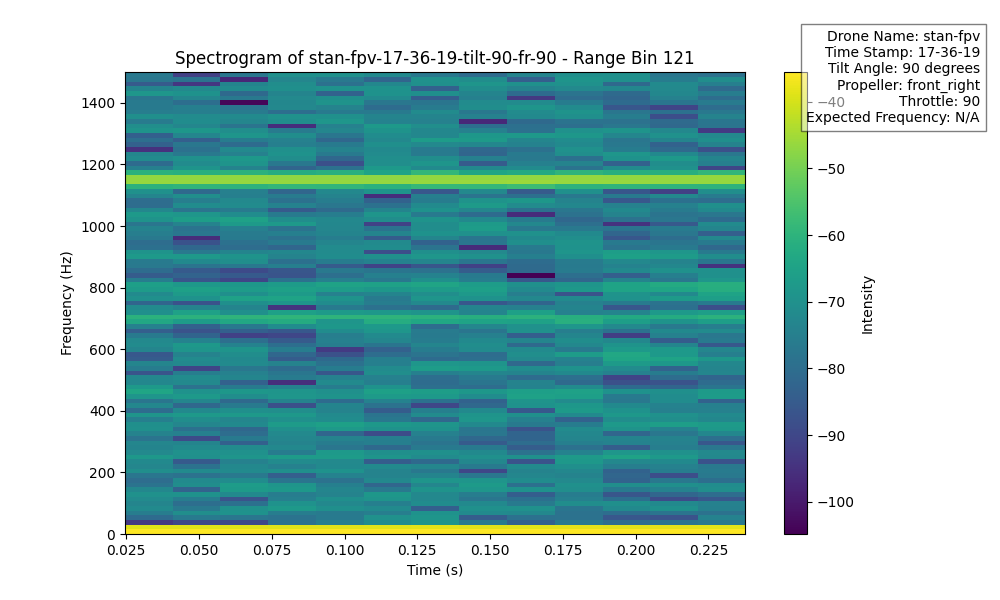 Spectrogram of stan-fpv-17-36-19-tilt-90-fr-90 - Range Bin 121
Drone Name: stan-fpv
Time Stamp: 17-36-19
Tilt Angle: 90 degrees
Propeller: front_right
Throttle: 90
Expected Frequency: N/A
Frequency (Hz)
1400
1200
1000
800
600
400
200
0
0.025
0.050
0.075
0.100
0.125
0.150
0.175
0.200
0.225
Time (s)
−40
−50
−60
−70
−80
−90
−100
Intensity